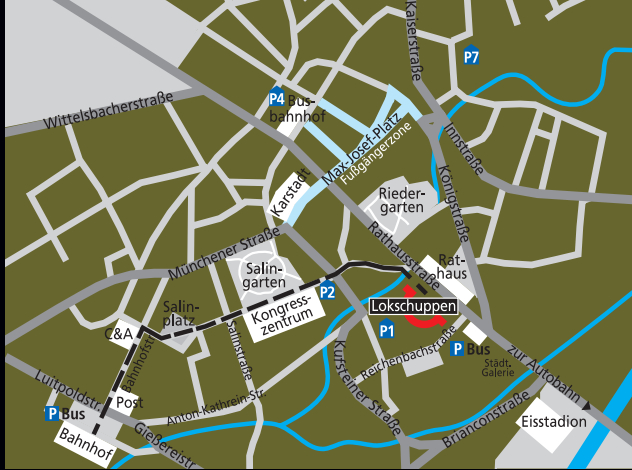 Kaiserstraße
P7
Wittelsbacherstraße
P4
Bus-
bahnhof
Max-Josef-Platz
Fußgängerzone
Innstraße
Karstadt
Rieder-
garten
Königstraße
Münchener Straße
Rathausstraße
Rat-
haus
Salin-
garten
P2
Kongress-
zentrum
Lokschuppen
Salin-
platz
C&A
Bahnhofstr.
Salinstraße
P1
Reichenbachstraße
P Bus
Städt.
Galerie
zur Autobahn
Kufsteiner Straße
Luitpoldstr.
Post
Anton-Kathrein-Str.
P Bus
Bahnhof
Gießereistr.
Brianconstraße
Eisstadion